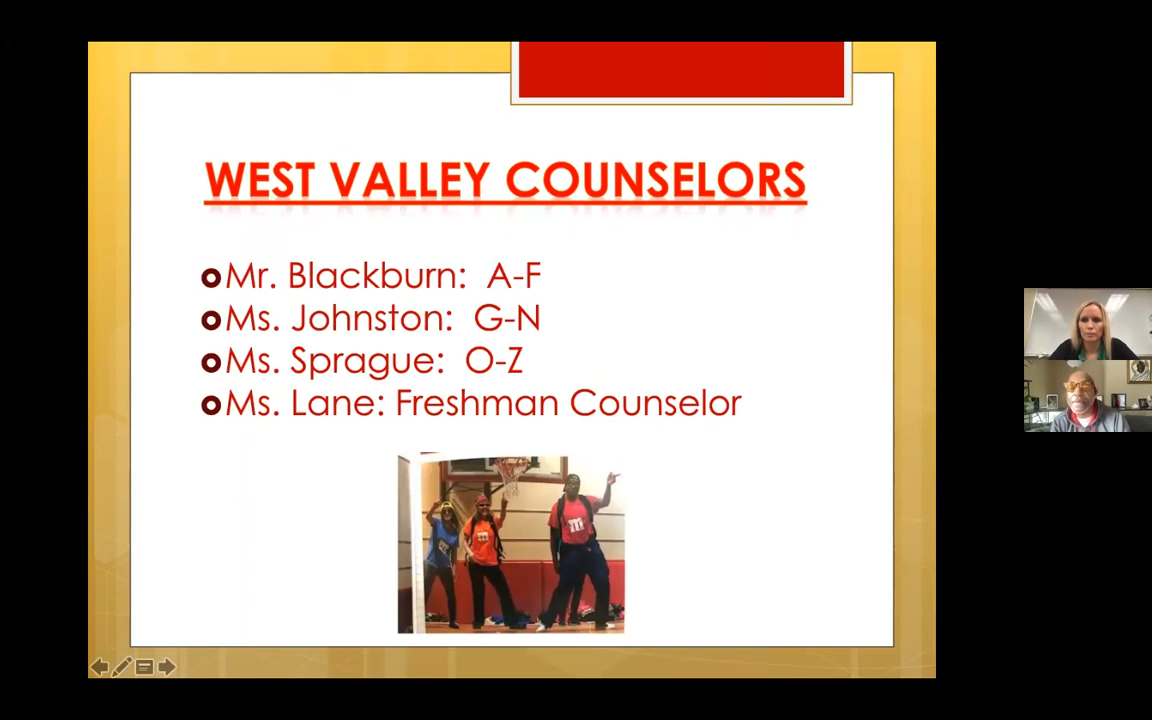 WEST VALLEY COUNSELORS
Mr. Blackburn: A-F
Ms. Johnston: G-N
Ms. Sprague: O-Z
Ms. Lane: Freshman Counselor
m
m